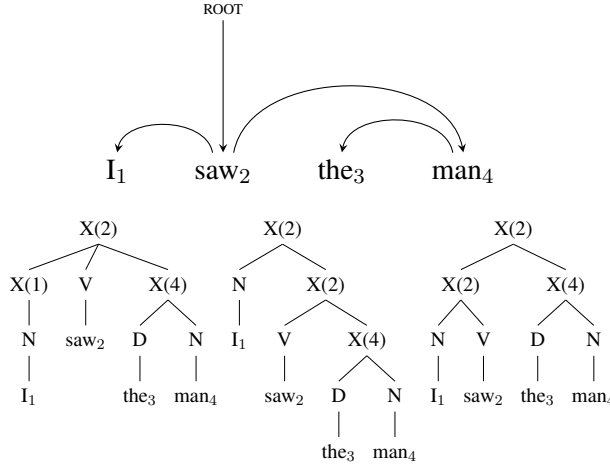 ROOT
I₁ saw₂ the₃ man₄
X(2) X(2) X(2)
X(1) V X(4) N X(2) X(2) X(4)
N saw₂ D N I₁ V X(4) N V D N
I₁ the₃ man₄ saw₂ D N I₁ saw₂ the₃ man₄
the₃ man₄